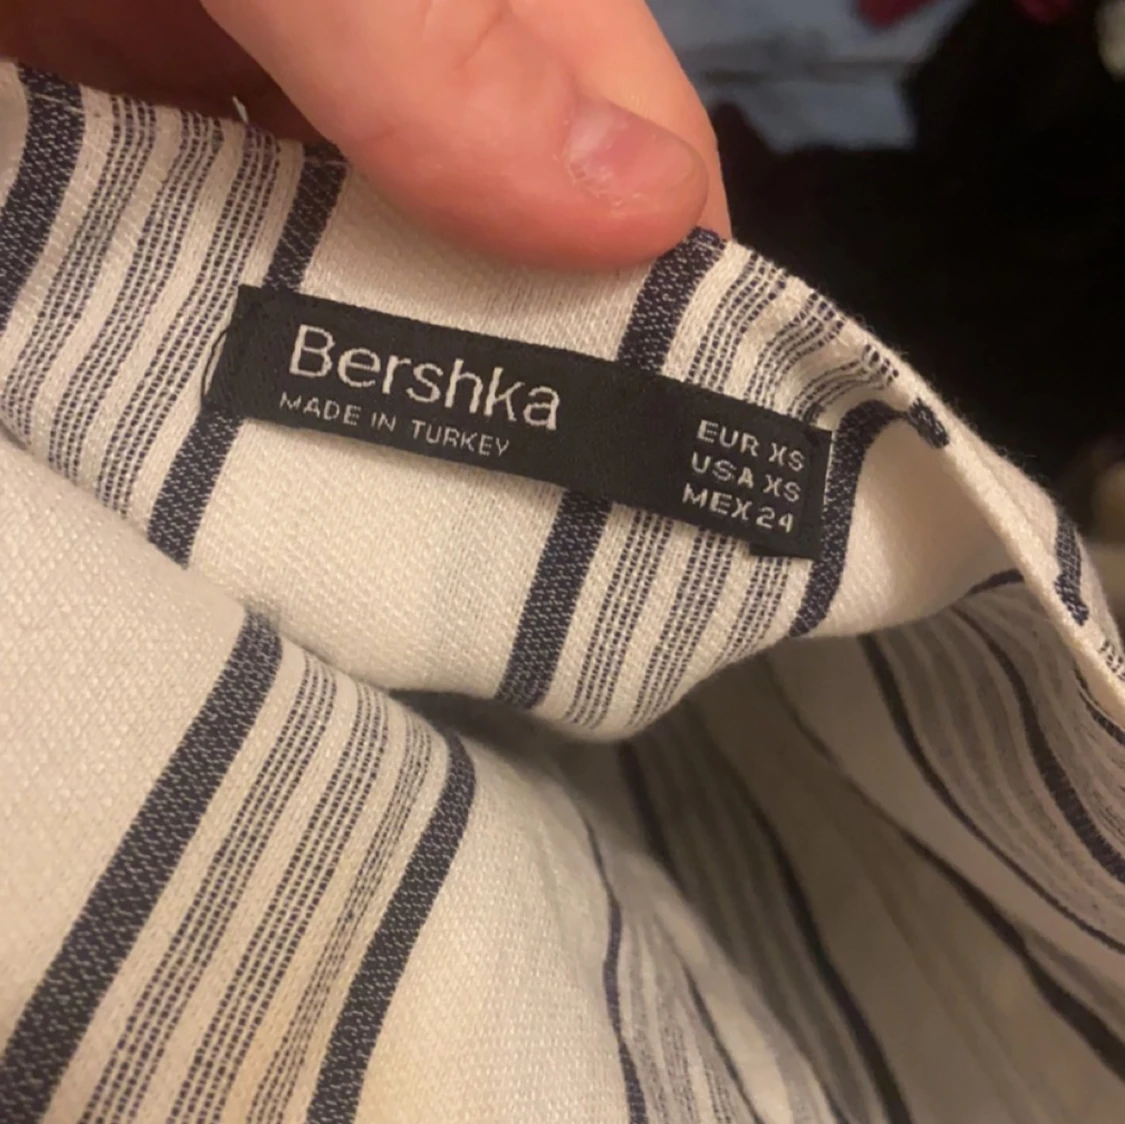 Bershka
MADE IN TURKEY
EUR XS
USA XS
MEX 24